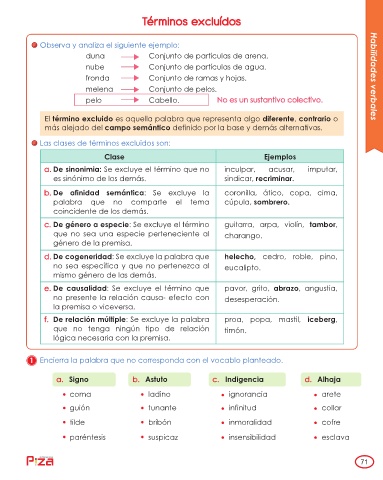 Términos excluídos
Habilidades verbales
Observa y analiza el siguiente ejemplo:
duna Conjunto de partículas de arena.
nube Conjunto de partículas de agua.
fronda Conjunto de ramas y hojas.
melena Conjunto de pelos.
pelo Cabello. No es un sustantivo colectivo.
El término excluido es aquella palabra que representa algo diferente, contrario o
más alejado del campo semántico definido por la base y demás alternativas.
Las clases de términos excluidos son:
Clase Ejemplos
a. De sinonimia: Se excluye el término que no
es sinónimo de los demás.
inculpar, acusar, imputar,
sindicar, recriminar.
b. De afinidad semántica: Se excluye la
palabra que no comparte el tema
coincidente de los demás.
coronilla, ático, copa, cima,
cúpula, sombrero.
c. De género a especie: Se excluye el término
que no sea una especie perteneciente al
género de la premisa.
guitarra, arpa, violín, tambor,
charango.
d. De cogeneridad: Se excluye la palabra que
no sea específica y que no pertenezca al
mismo género de las demás.
helecho, cedro, roble, pino,
eucalipto.
e. De causalidad: Se excluye el término que
no presente la relación causa- efecto con
la premisa o viceversa.
pavor, grito, abrazo, angustia,
desesperación.
f. De relación múltiple: Se excluye la palabra
que no tenga ningún tipo de relación
lógica necesaria con la premisa.
proa, popa, mastil, iceberg,
timón.
1 Encierra la palabra que no corresponda con el vocablo planteado.
a. Signo
• coma
• guión
• tilde
• paréntesis
b. Astuto
• ladino
• tunante
• bribón
• suspicaz
c. Indigencia
• ignorancia
• infinitud
• inmoralidad
• insensibilidad
d. Alhaja
• arete
• collar
• cofre
• esclava
71